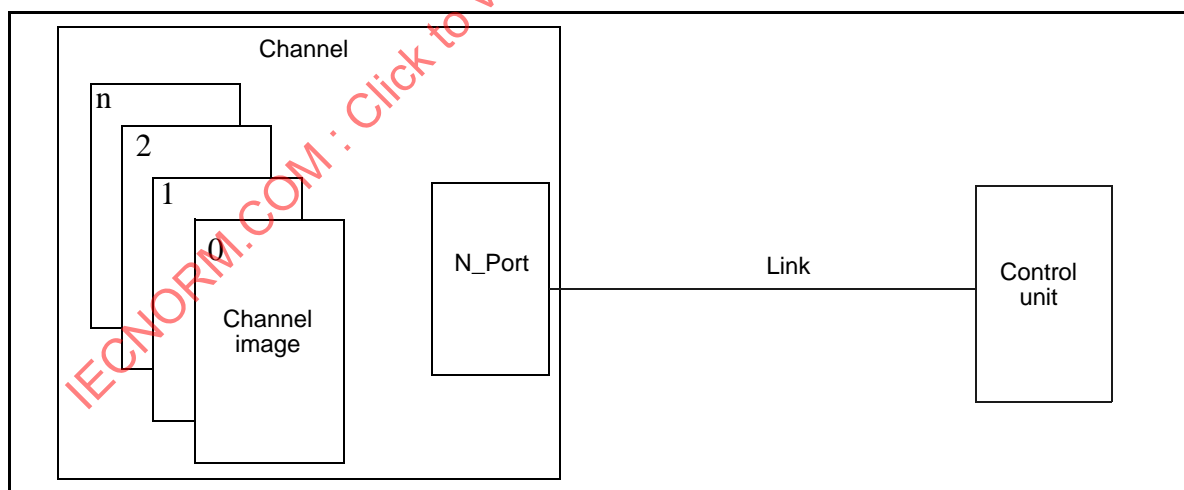 Channel
n
2
1
0
Channel
image
N_Port
Link
Control
unit
IECNORM.COM : Click to